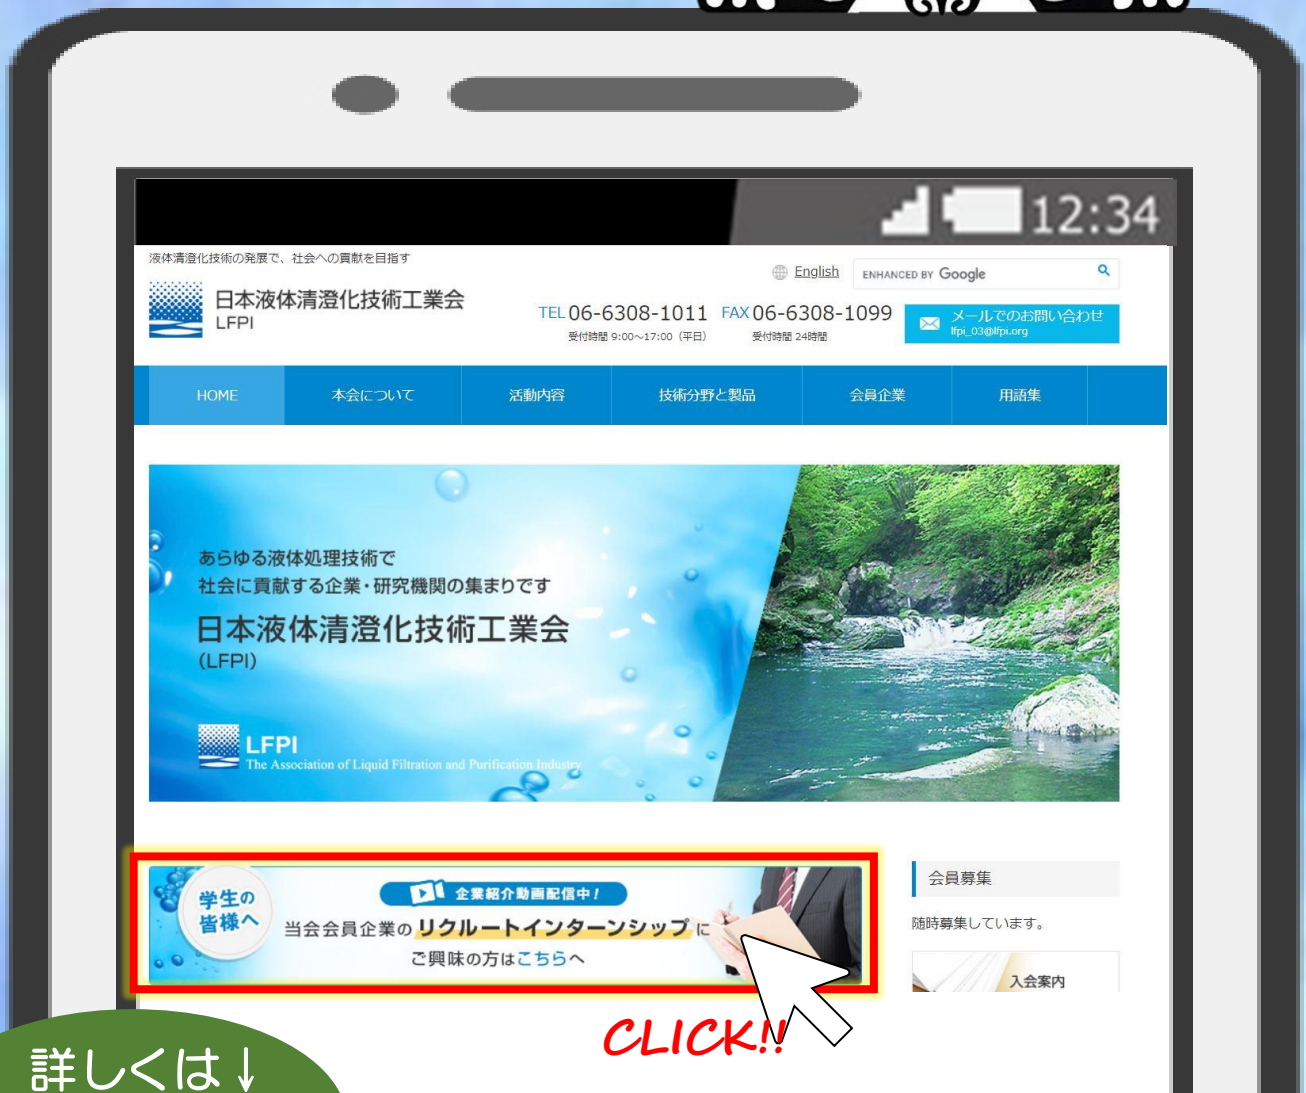 12:34
液体清澄化技術の発展で、社会への貢献を目指す
日本液体清澄化技術工業会
LFPI
English
ENHANCED BY Google
TEL 06-6308-1011 FAX 06-6308-1099
受付時間 9:00～17:00（平日） 受付時間 24時間
メールでのお問い合わせ
lfpi_03@lfpi.org
HOME 本会について 活動内容 技術分野と製品 会員企業 用語集
あらゆる液体処理技術で
社会に貢献する企業・研究機関の集まりです
日本液体清澄化技術工業会
(LFPI)
LFPI
The Association of Liquid Filtration and Purification Industry
学生の
皆様へ
企業紹介動画配信中！
当会会員企業のリクルートインターンシップに
ご興味の方はこちらへ
会員募集
随時募集しています。
入会案内
CLICK!!
詳しくは↓